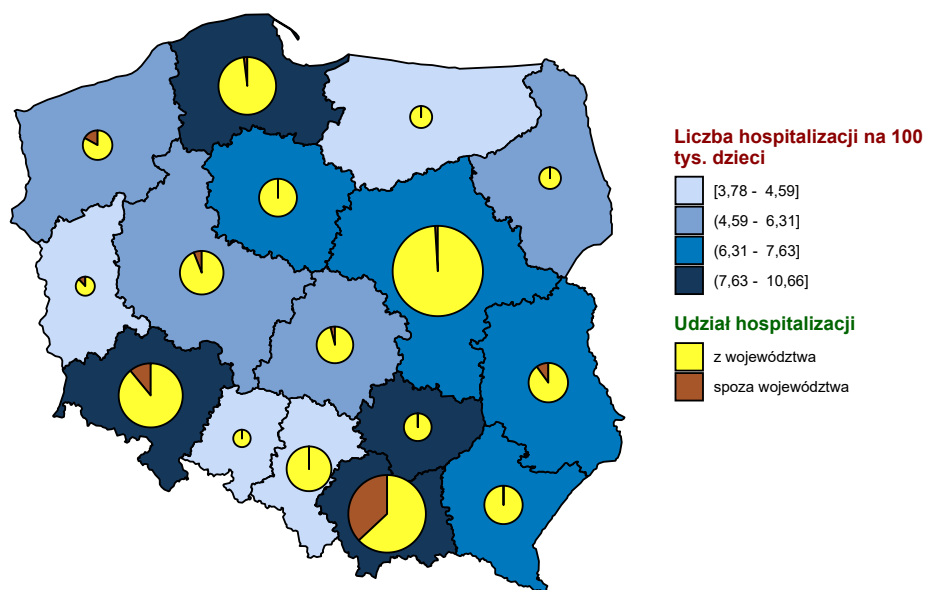 Liczba hospitalizacji na 100
tys. dzieci
[3,78 - 4,59]
(4,59 - 6,31]
(6,31 - 7,63]
(7,63 - 10,66]
Udział hospitalizacji
z województwa
spoza województwa